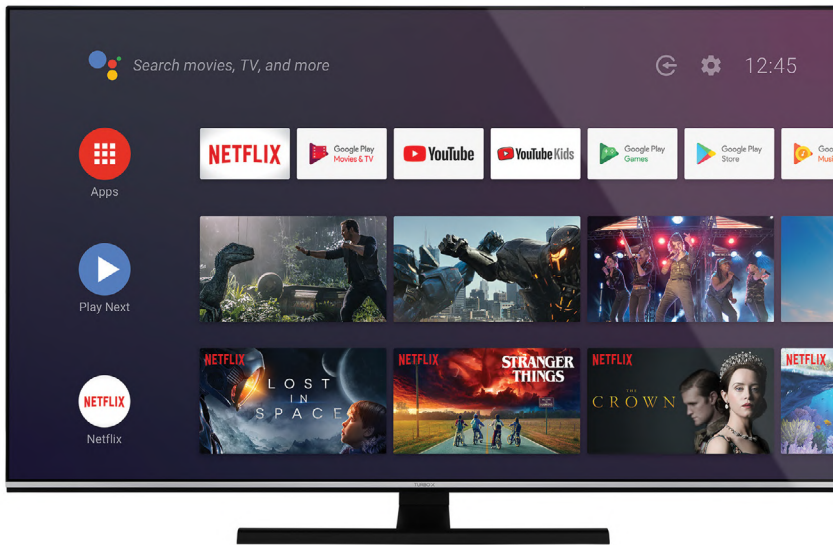 Search movies, TV, and more
12:45
NETFLIX
Google Play
Movies & TV
YouTube
YouTube Kids
Google Play
Games
Google Play
Store
Apps
Play Next
NETFLIX
LOST
IN
SPACE
NETFLIX
STRANGER
THINGS
NETFLIX
THE
CROWN
NETFLIX
NETFLIX
Netflix
TURBO-X